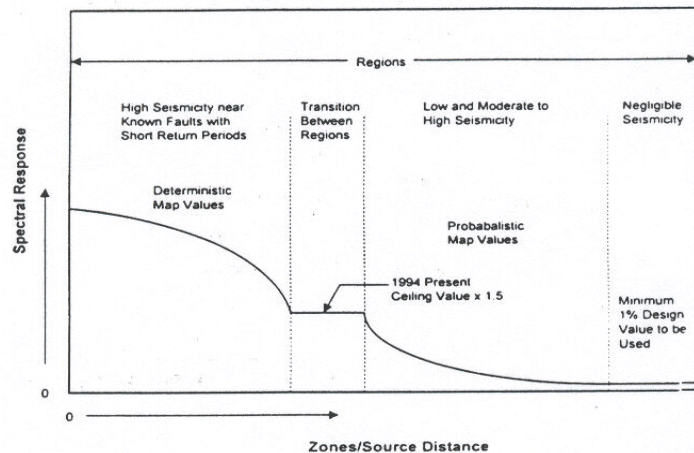 Regions
High Seismicity near
Known Faults with
Short Return Periods
Transition
Between
Regions
Low and Moderate to
High Seismicity
Negligible
Seismicity
Deterministic
Map Values
Probabalistic
Map Values
1994 Present
Ceiling Value x 1.5
Minimum
1% Design
Value to be
Used
Spectral Response
0
0
Zones/Source Distance